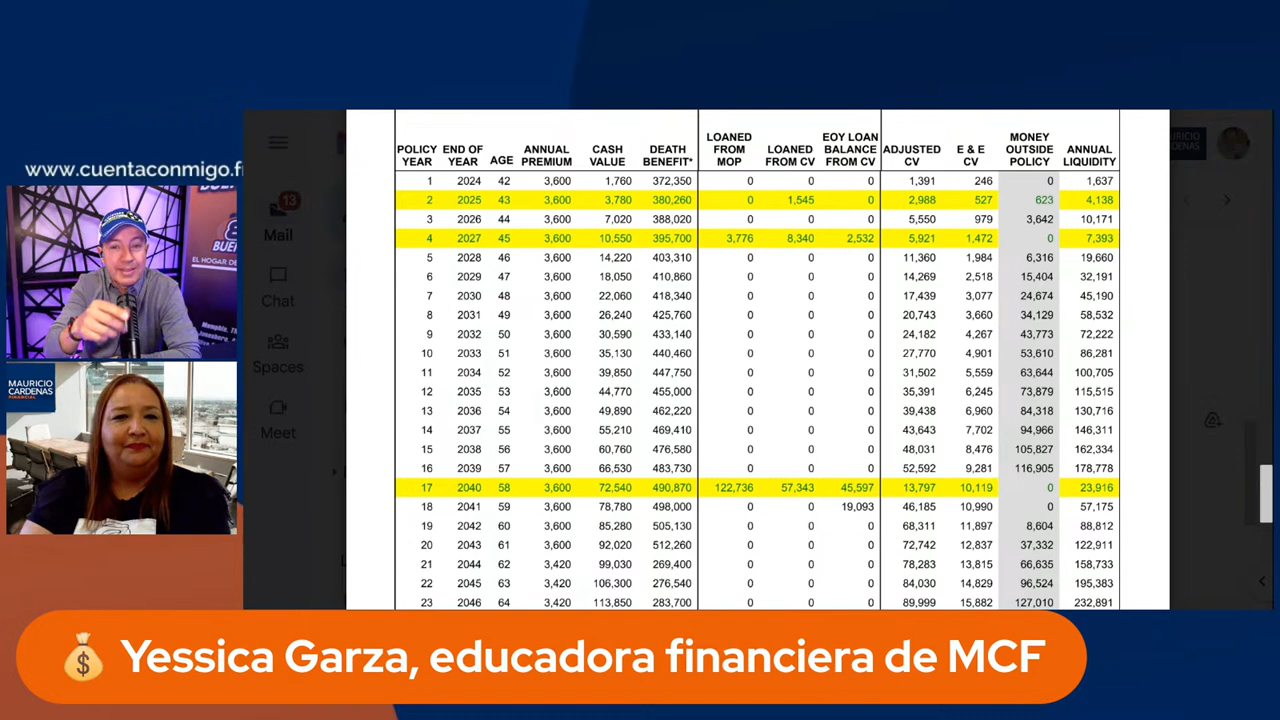 www.cuentaconmigo.fi
13
Mail
Chat
Spaces
Meet
MAURICIO
CARDENAS
FINANCIAL
EL HOGAR DE
Memphis, TN
POLICY YEAR END OF YEAR AGE ANNUAL PREMIUM CASH VALUE DEATH BENEFIT* LOANED FROM MOP LOANED FROM CV EOY LOAN BALANCE FROM CV ADJUSTED CV E & E CV MONEY OUTSIDE POLICY ANNUAL LIQUIDITY
1 2024 42 3,600 1,760 372,350 0 0 0 1,391 246 0 1,637
2 2025 43 3,600 3,780 380,260 0 1,545 0 2,988 527 623 4,138
3 2026 44 3,600 7,020 388,020 0 0 0 5,550 979 3,642 10,171
4 2027 45 3,600 10,550 395,700 3,776 8,340 2,532 5,921 1,472 0 7,393
5 2028 46 3,600 14,220 403,310 0 0 0 11,360 1,984 6,316 19,660
6 2029 47 3,600 18,050 410,860 0 0 0 14,269 2,518 15,404 32,191
7 2030 48 3,600 22,060 418,340 0 0 0 17,439 3,077 24,674 45,190
8 2031 49 3,600 26,240 425,760 0 0 0 20,743 3,660 34,129 58,532
9 2032 50 3,600 30,590 433,140 0 0 0 24,182 4,267 43,773 72,222
10 2033 51 3,600 35,130 440,460 0 0 0 27,770 4,901 53,610 86,281
11 2034 52 3,600 39,850 447,750 0 0 0 31,502 5,559 63,644 100,705
12 2035 53 3,600 44,770 455,000 0 0 0 35,391 6,245 73,879 115,515
13 2036 54 3,600 49,890 462,220 0 0 0 39,438 6,960 84,318 130,716
14 2037 55 3,600 55,210 469,410 0 0 0 43,643 7,702 94,966 146,311
15 2038 56 3,600 60,760 476,580 0 0 0 48,031 8,476 105,827 162,334
16 2039 57 3,600 66,530 483,730 0 0 0 52,592 9,281 116,905 178,778
17 2040 58 3,600 72,540 490,870 122,736 57,343 45,597 13,797 10,119 0 23,916
18 2041 59 3,600 78,780 498,000 0 0 19,093 46,185 10,990 0 57,175
19 2042 60 3,600 85,280 505,130 0 0 0 68,311 11,897 8,604 88,812
20 2043 61 3,600 92,020 512,260 0 0 0 72,742 12,837 37,332 122,911
21 2044 62 3,420 99,030 269,400 0 0 0 78,283 13,815 66,635 158,733
22 2045 63 3,420 106,300 276,540 0 0 0 84,030 14,829 96,524 195,383
23 2046 64 3,420 113,850 283,700 0 0 0 89,999 15,882 127,010 232,891
Yessica Garza, educadora financiera de MCF